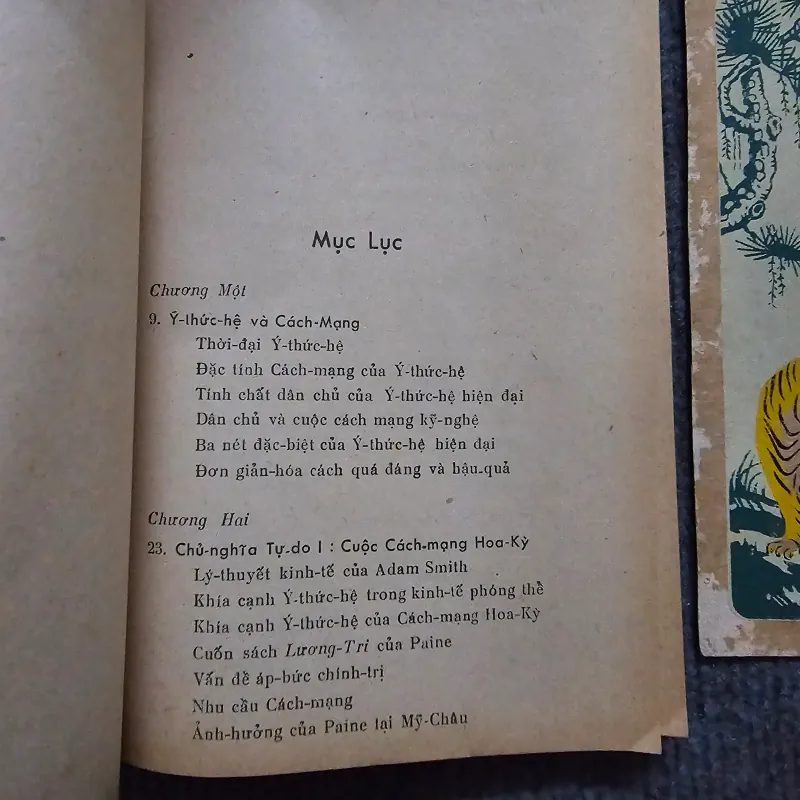 Mục Lục
Chương Một
9. Ý-thức-hệ và Cách-Mạng
Thời-đại Ý-thức-hệ
Đặc tính Cách-mạng của Ý-thức-hệ
Tính chất dân chủ của Ý-thức-hệ hiện đại
Dân chủ và cuộc cách mạng kỹ-nghệ
Ba nét đặc-biệt của Ý-thức-hệ hiện đại
Đơn giản-hóa cách quá đáng và hậu-quả
Chương Hai
23. Chủ-nghĩa Tự-do I : Cuộc Cách-mạng Hoa-Kỳ
Lý-thuyết kinh-tế của Adam Smith
Khía cạnh Ý-thức-hệ trong kinh-tế phóng thể
Khía cạnh Ý-thức-hệ của Cách-mạng Hoa-Kỳ
Cuốn sách Lương-Tri của Paine
Vấn đề áp-bức chính-trị
Nhu cầu Cách-mạng
Ảnh-hưởng của Paine tại Mỹ-Châu